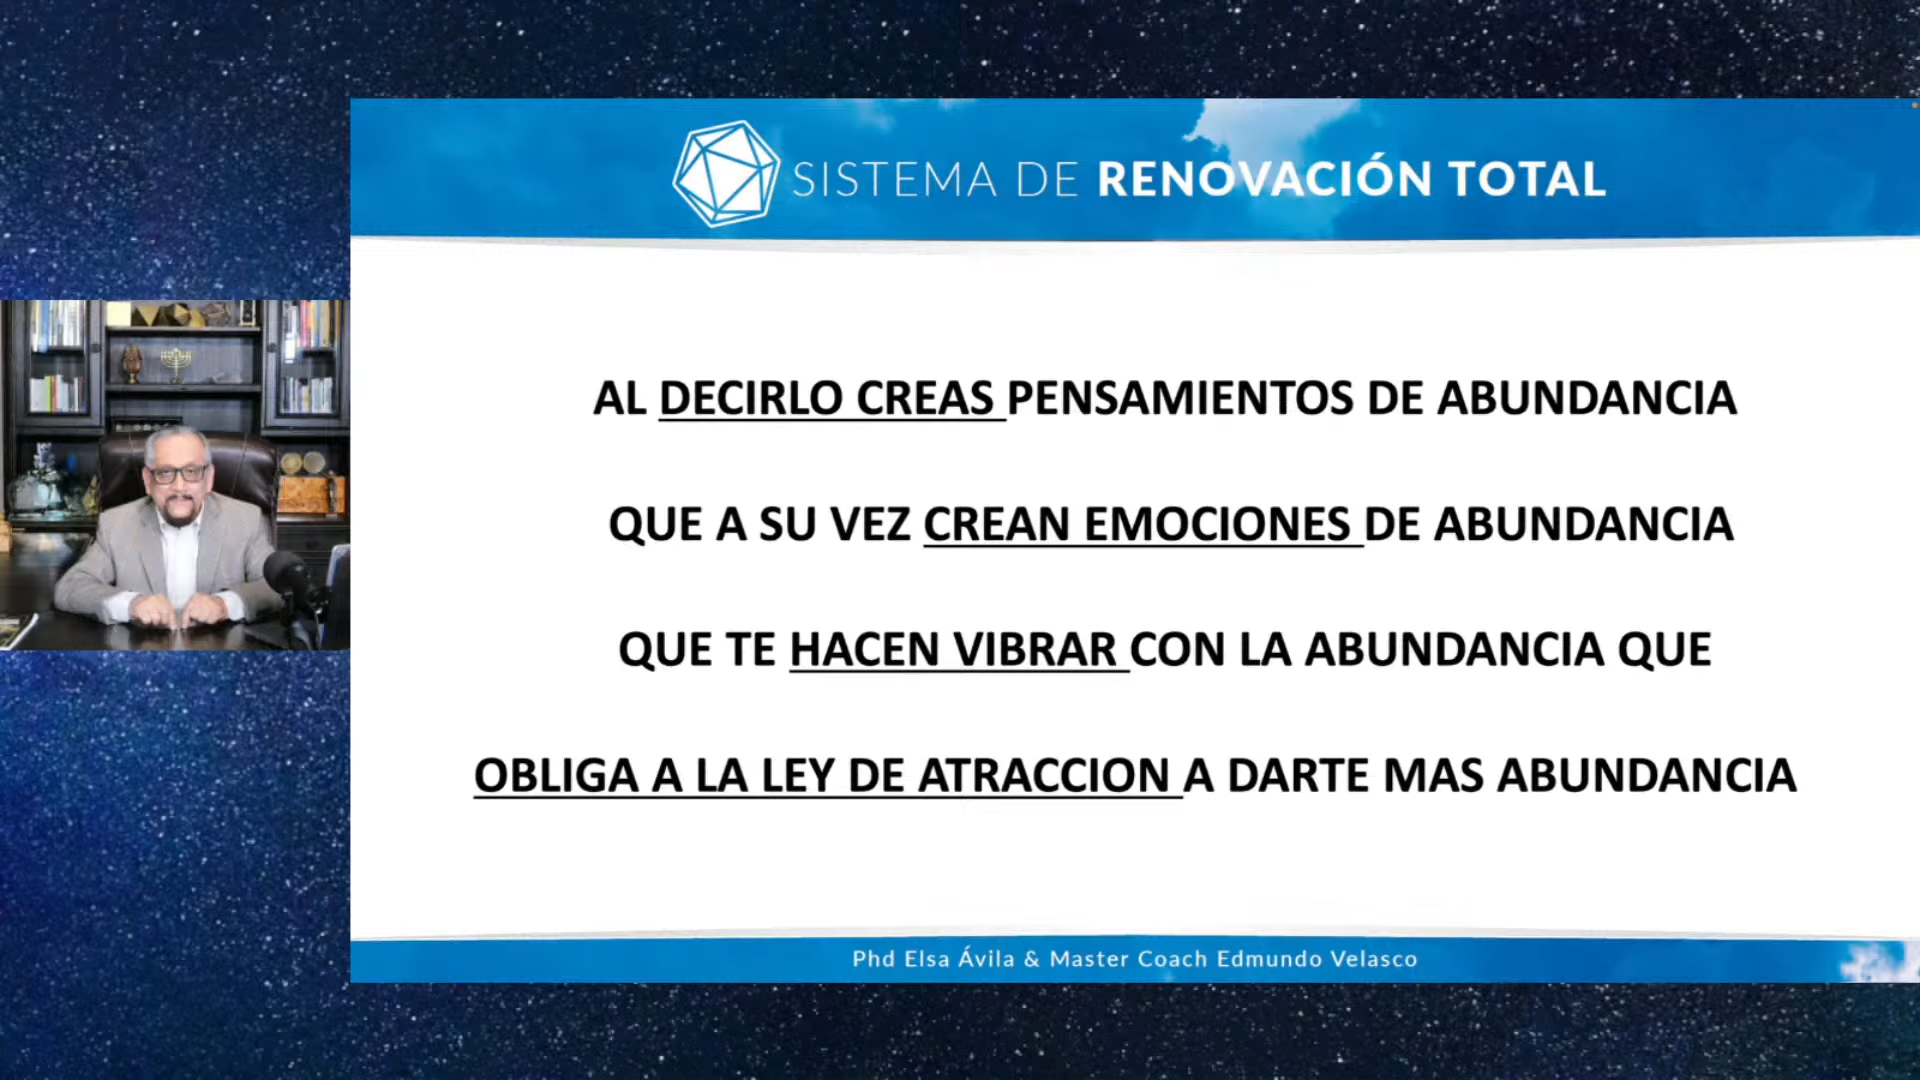 SISTEMA DE RENOVACIÓN TOTAL
AL DECIRLO CREAS PENSAMIENTOS DE ABUNDANCIA
QUE A SU VEZ CREAN EMOCIONES DE ABUNDANCIA
QUE TE HACEN VIBRAR CON LA ABUNDANCIA QUE
OBLIGA A LA LEY DE ATRACCION A DARTE MAS ABUNDANCIA
Phd Elsa Ávila & Master Coach Edmundo Velasco